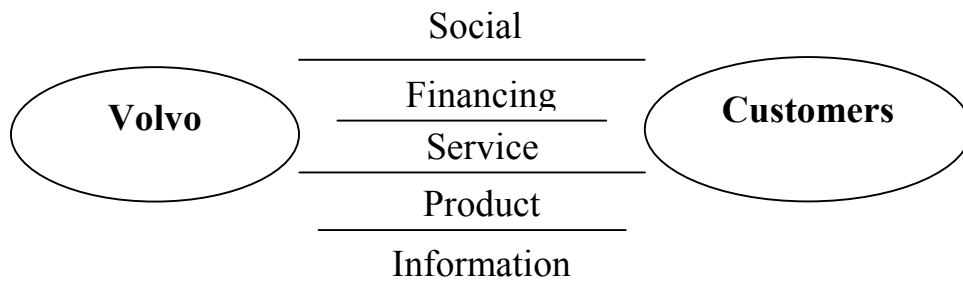 Social
Financing
Volvo
Customers
Service
Product
Information